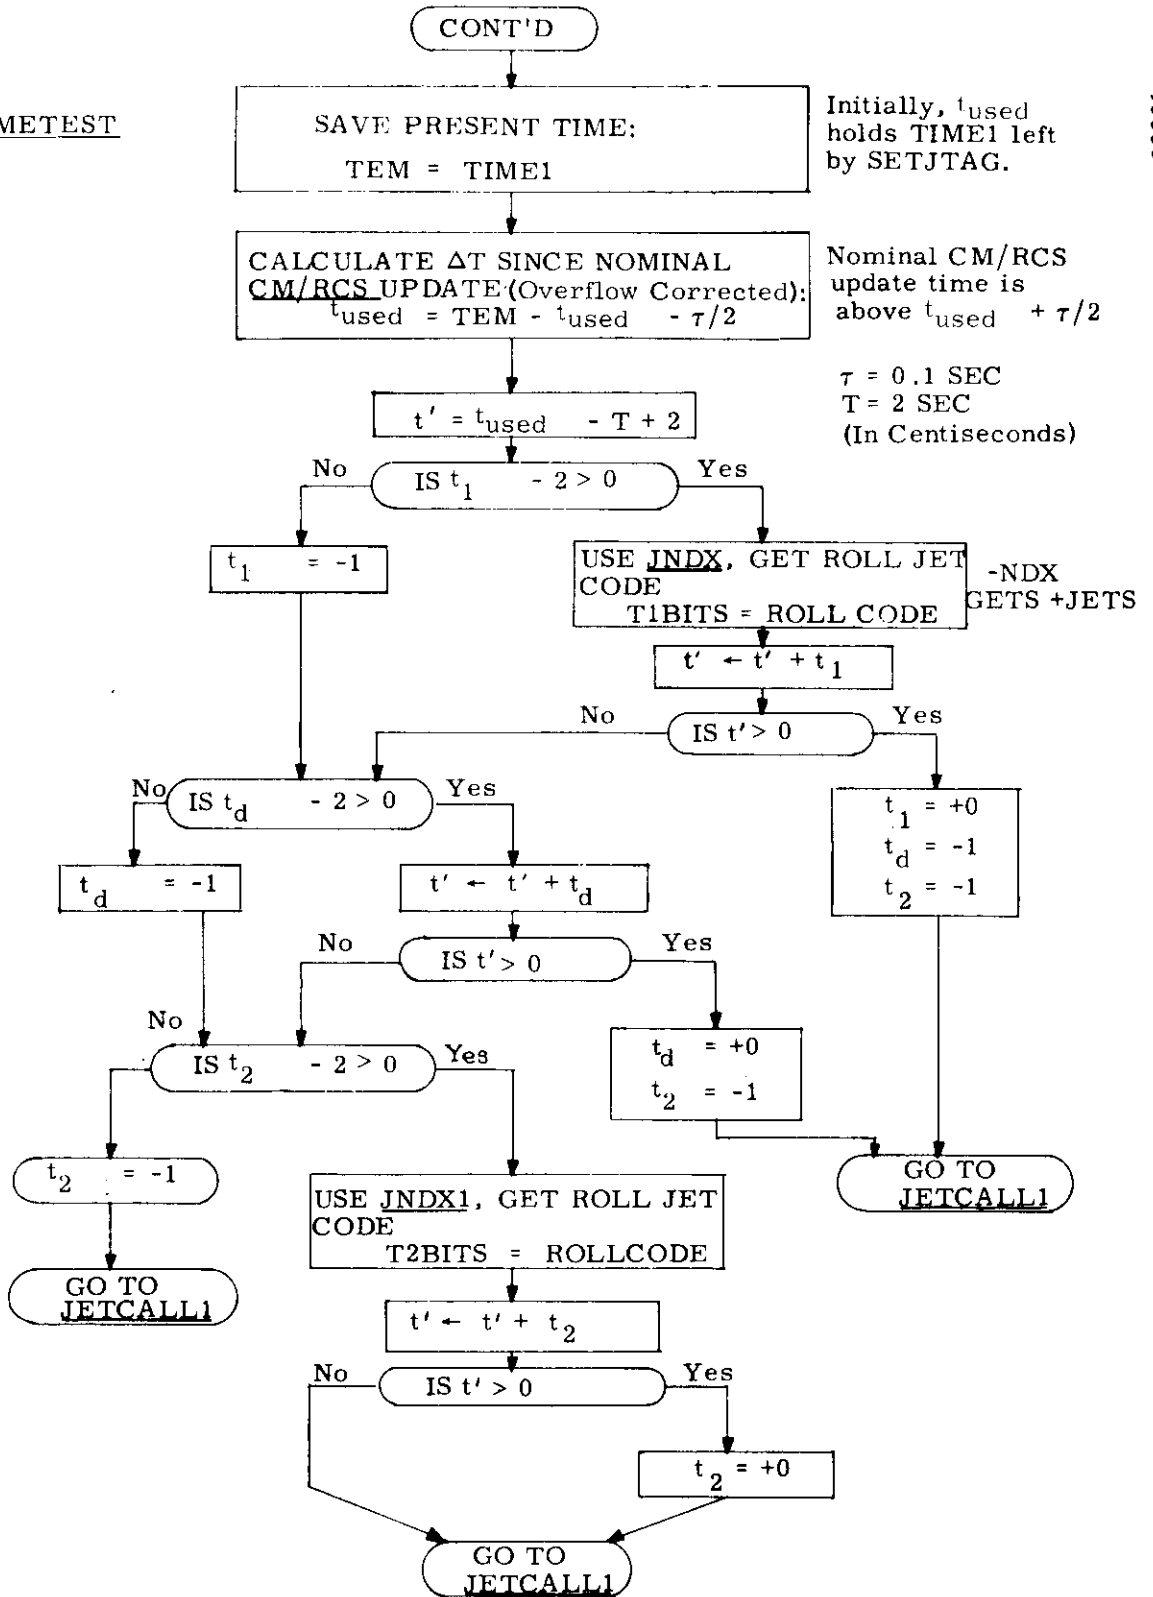 CONT'D
METEST
SAVE PRESENT TIME:
TEM = TIME1
Initially, t used
holds TIME1 left
by SETJTAG.
CALCULATE ΔT SINCE NOMINAL
CM/RCS UPDATE (Overflow Corrected):
t used = TEM - t used - τ/2
Nominal CM/RCS
update time is
above t used + τ/2
τ = 0.1 SEC
T = 2 SEC
(In Centiseconds)
t' = t used - T + 2
No
IS t1 - 2 > 0
Yes
t1 = -1
USE JNDX, GET ROLL JET
CODE
T1BITS = ROLL CODE
-NDX
GETS +JETS
t' ← t' + t1
No
IS t' > 0
Yes
No
IS td - 2 > 0
Yes
t1 = +0
td = -1
t2 = -1
td = -1
t' ← t' + td
No
IS t' > 0
Yes
No
IS t2 - 2 > 0
Yes
td = +0
t2 = -1
t2 = -1
GO TO
JETCALL1
USE JNDX1, GET ROLL JET
CODE
T2BITS = ROLLCODE
GO TO
JETCALL1
t' ← t' + t2
No
IS t' > 0
Yes
t2 = +0
GO TO
JETCALL1